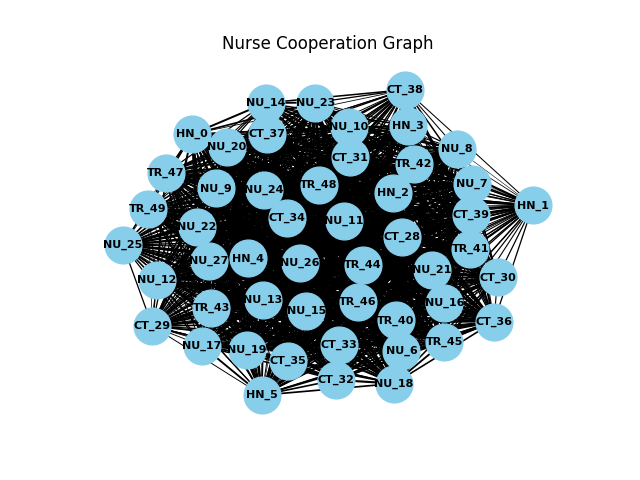 Nurse Cooperation Graph
CT_38
NU_14
NU_23
HN_3
NU_10
HN_0
CT_37
NU_20
NU_8
CT_31
TR_42
TR_47
NU_7
TR_48
NU_9
NU_24
HN_2
HN_1
TR_49
CT_39
CT_34
NU_11
NU_22
CT_28
NU_25
TR_41
HN_4
NU_27
NU_26
TR_44
NU_21
CT_30
NU_12
NU_13
TR_46
NU_16
TR_43
NU_15
TR_40
CT_36
CT_29
TR_45
CT_33
NU_17
NU_19
NU_6
CT_35
CT_32
NU_18
HN_5